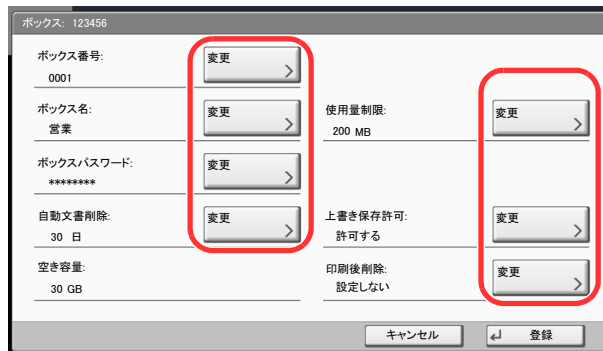 ボックス: 123456
ボックス番号:
0001
変更
ボックス名:
営業
変更
使用量制限:
200 MB
変更
ボックスパスワード:
********
変更
自動文書削除:
30 日
変更
上書き保存許可:
許可する
変更
空き容量:
30 GB
印刷後削除:
設定しない
変更
キャンセル
登録